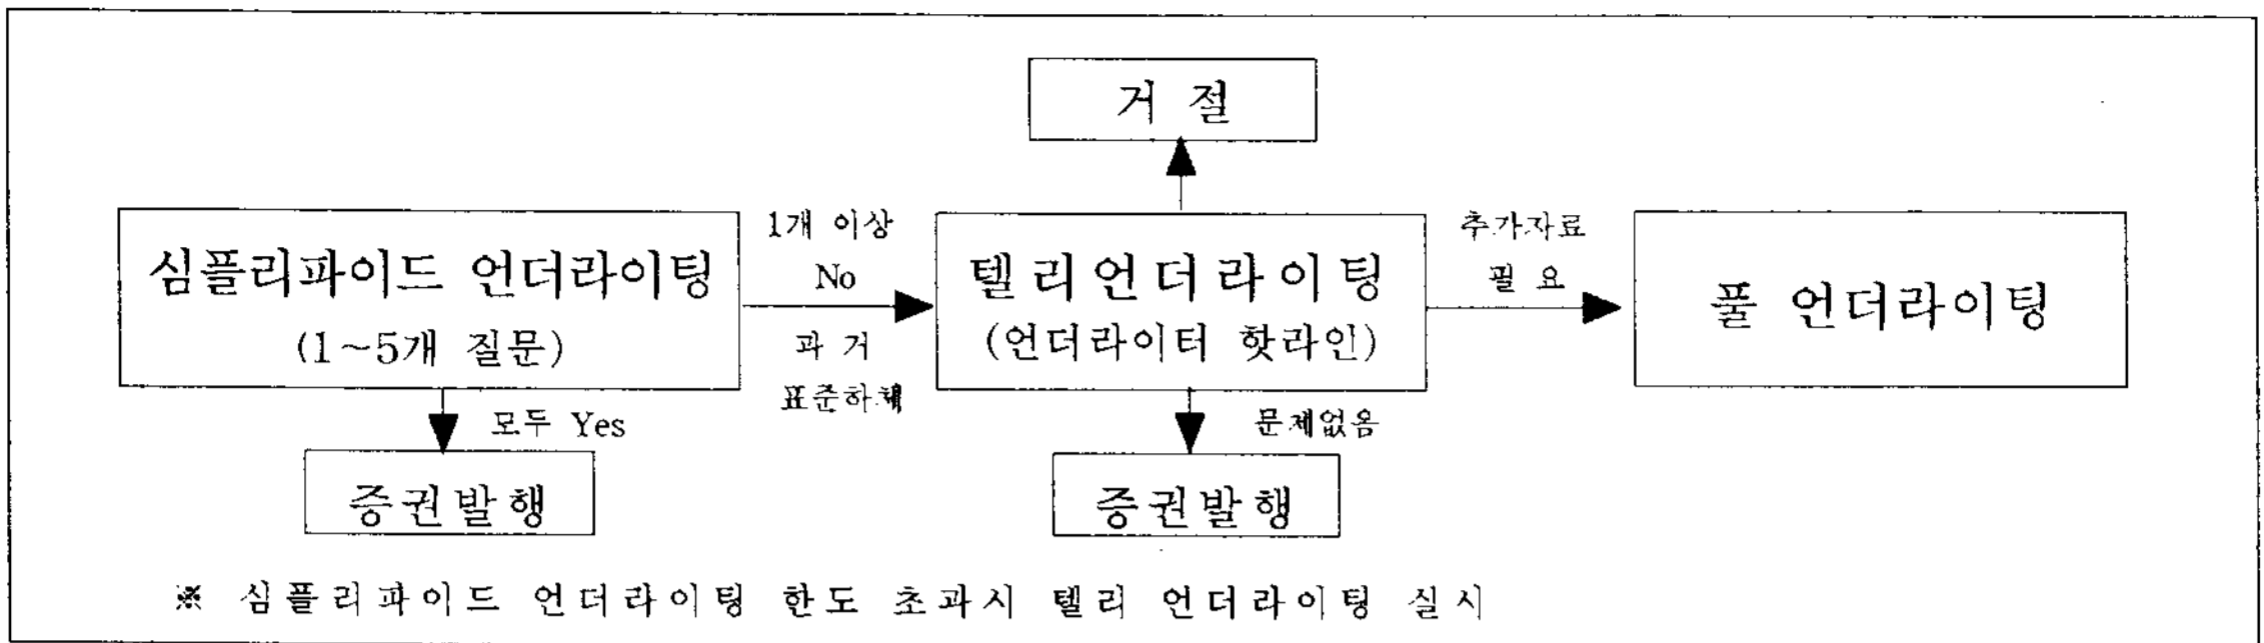 거 절
심플리파이드 언더라이팅
(1~5개 질문)
1개 이상
No
과 거
표준하체
텔리언더라이팅
(언더라이터 핫라인)
추가자료
필 요
풀 언더라이팅
모두 Yes
증권발행
문제없음
증권발행
※ 심플리파이드 언더라이팅 한도 초과시 텔리 언더라이팅 실시